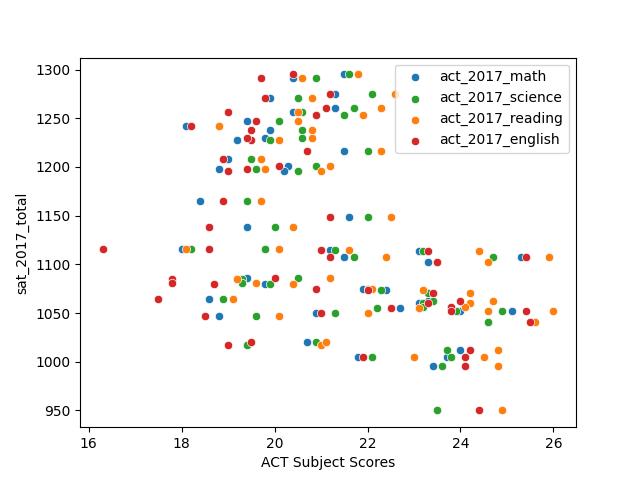 act_2017_math
act_2017_science
act_2017_reading
act_2017_english
1300
1250
1200
1150
1100
1050
1000
950
sat_2017_total
16 18 20 22 24 26
ACT Subject Scores